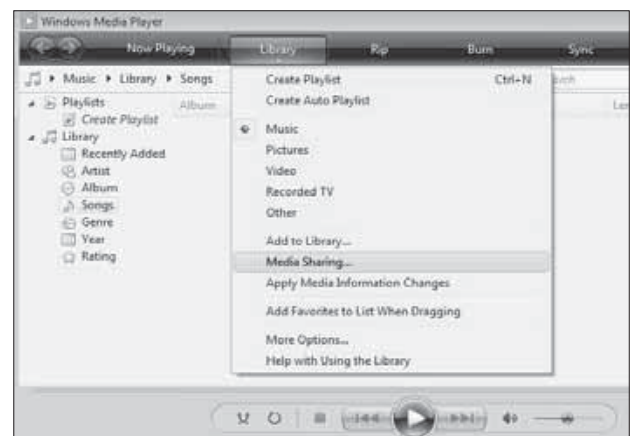 Windows Media Player
Now Playing Library Rip Burn Sync
Music Library Songs
Playlists Album
Create Playlist
Library
Recently Added
Artist
Album
Songs
Genre
Year
Rating
Create Playlist Ctrl+N
Create Auto Playlist
Music
Pictures
Video
Recorded TV
Other
Add to Library...
Media Sharing...
Apply Media Information Changes
Add Favorites to List When Dragging
More Options...
Help with Using the Library